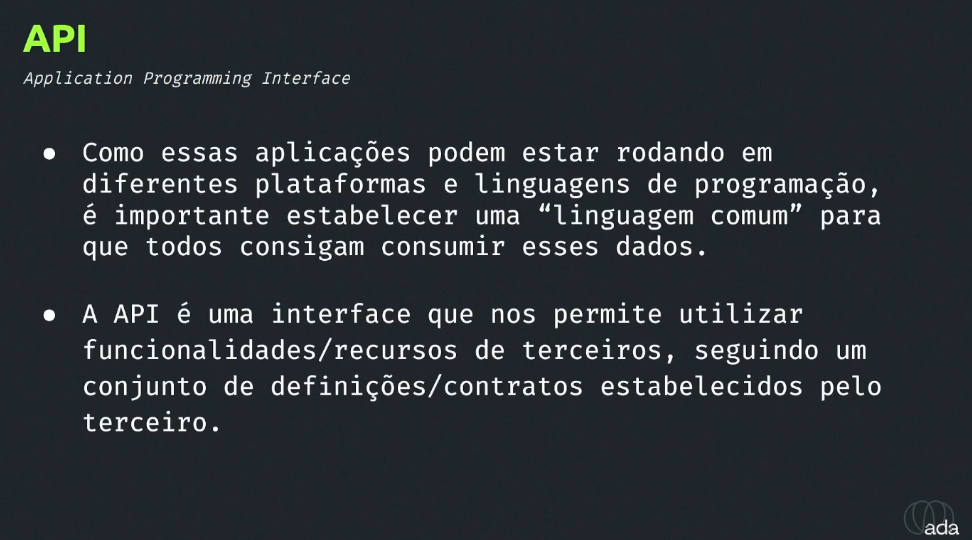 API
Application Programming Interface
● Como essas aplicações podem estar rodando em
diferentes plataformas e linguagens de programação,
é importante estabelecer uma “linguagem comum” para
que todos consigam consumir esses dados.
● A API é uma interface que nos permite utilizar
funcionalidades/recursos de terceiros, seguindo um
conjunto de definições/contratos estabelecidos pelo
terceiro.
ada